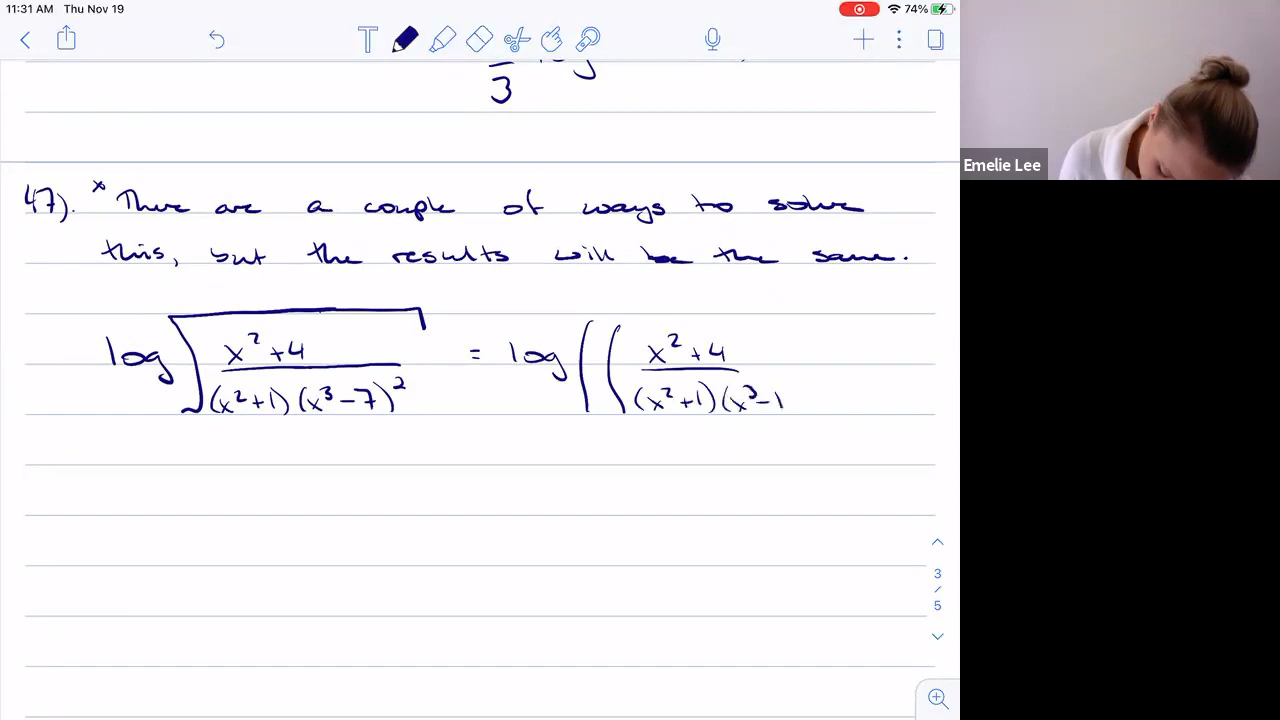 11:31 AM Thu Nov 19
74%
T
3
Emelie Lee
47). * There are a couple of ways to solve
this, but the results will be the same.
log √ x² + 4 / (x² + 1) (x³ - 7)² = log ( ( x² + 4 / (x² + 1) (x³ -
3
/
5